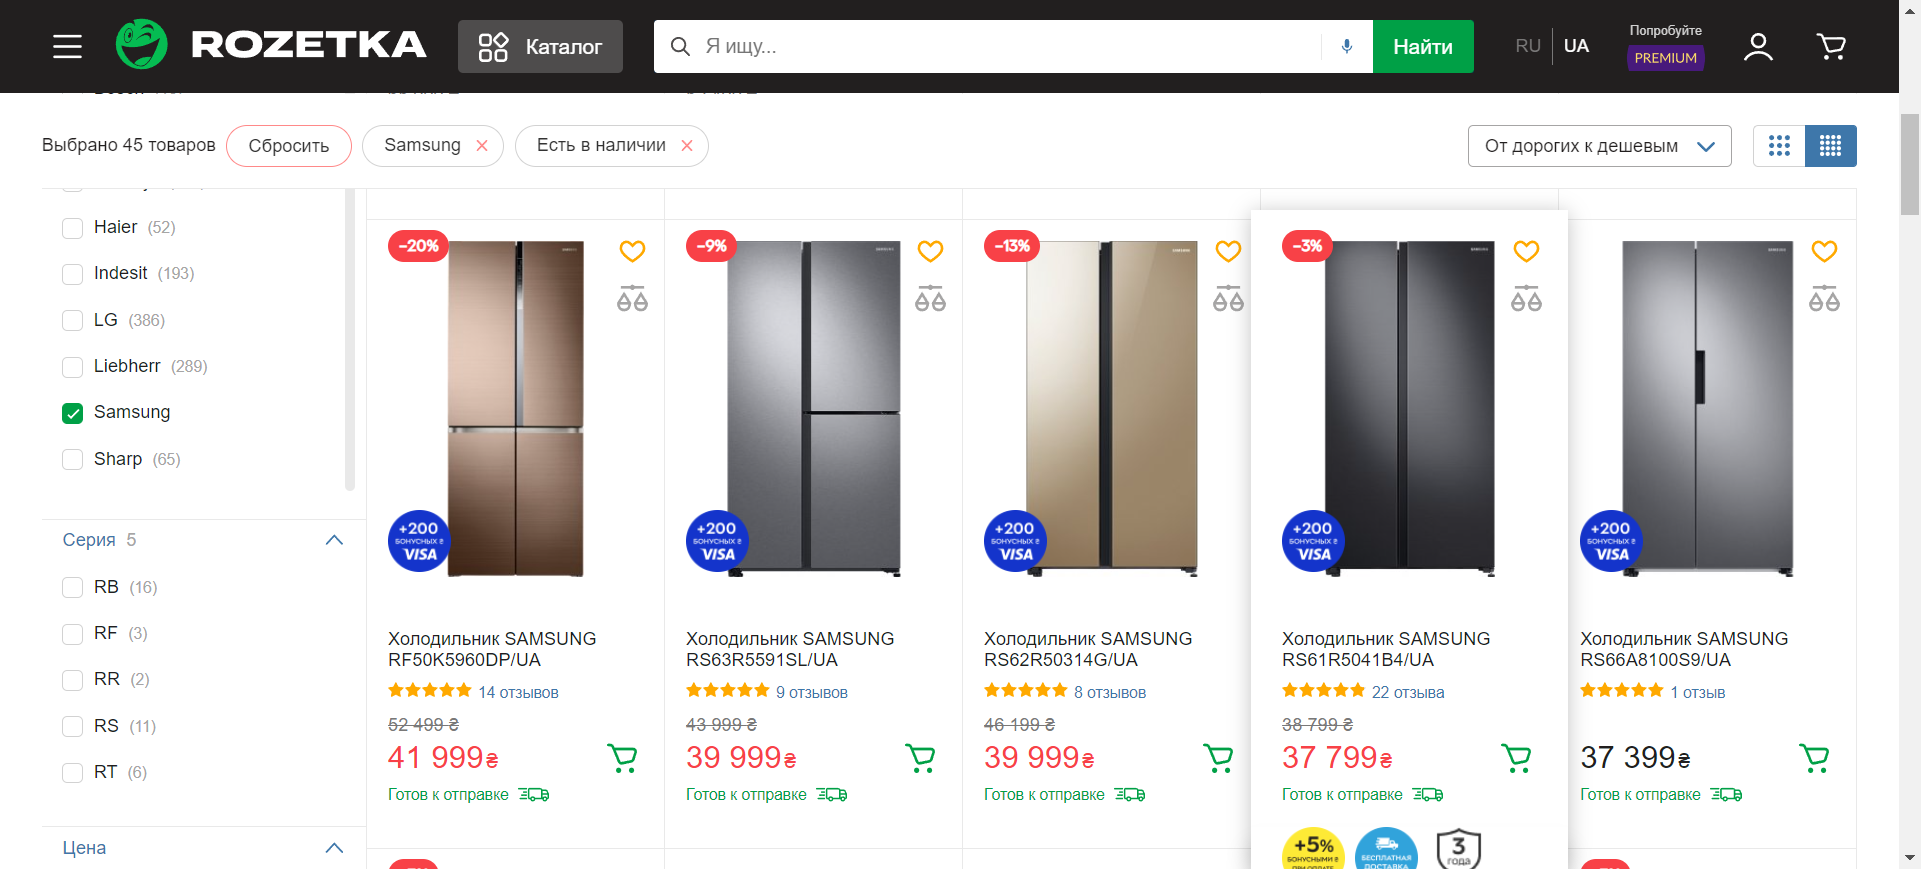 ROZETKA
Каталог
Я ищу...
Найти
RU
UA
Попробуйте
PREMIUM
Выбрано 45 товаров
Сбросить
Samsung
Есть в наличии
От дорогих к дешевым
Haier (52)
Indesit (193)
LG (386)
Liebherr (289)
Samsung
Sharp (65)
Серия 5
RB (16)
RF (3)
RR (2)
RS (11)
RT (6)
Цена
-20%
+200
БОНУСНЫХ ₴
VISA
Холодильник SAMSUNG
RF50K5960DP/UA
14 отзывов
52 499 ₴
41 999₴
Готов к отправке
-9%
+200
БОНУСНЫХ ₴
VISA
Холодильник SAMSUNG
RS63R5591SL/UA
9 отзывов
43 999 ₴
39 999₴
Готов к отправке
-13%
+200
БОНУСНЫХ ₴
VISA
Холодильник SAMSUNG
RS62R50314G/UA
8 отзывов
46 199 ₴
39 999₴
Готов к отправке
-3%
+200
БОНУСНЫХ ₴
VISA
Холодильник SAMSUNG
RS61R5041B4/UA
22 отзыва
38 799 ₴
37 799₴
Готов к отправке
+5%
БОНУСНЫМИ ₴
ПРИ ОПЛАТЕ
БЕСПЛАТНАЯ
ДОСТАВКА
3
года
+200
БОНУСНЫХ ₴
VISA
Холодильник SAMSUNG
RS66A8100S9/UA
1 отзыв
37 399₴
Готов к отправке